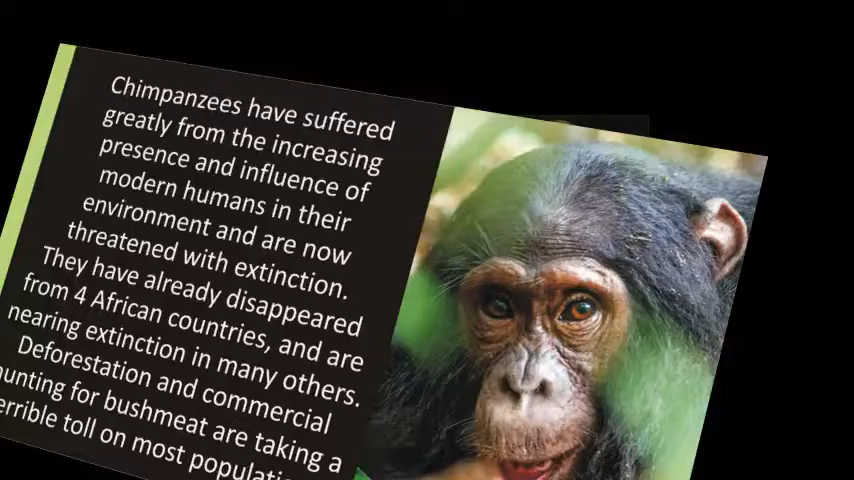 Chimpanzees have suffered
greatly from the increasing
presence and influence of
modern humans in their
environment and are now
threatened with extinction.
They have already disappeared
from 4 African countries, and are
nearing extinction in many others.
Deforestation and commercial
hunting for bushmeat are taking a
terrible toll on most